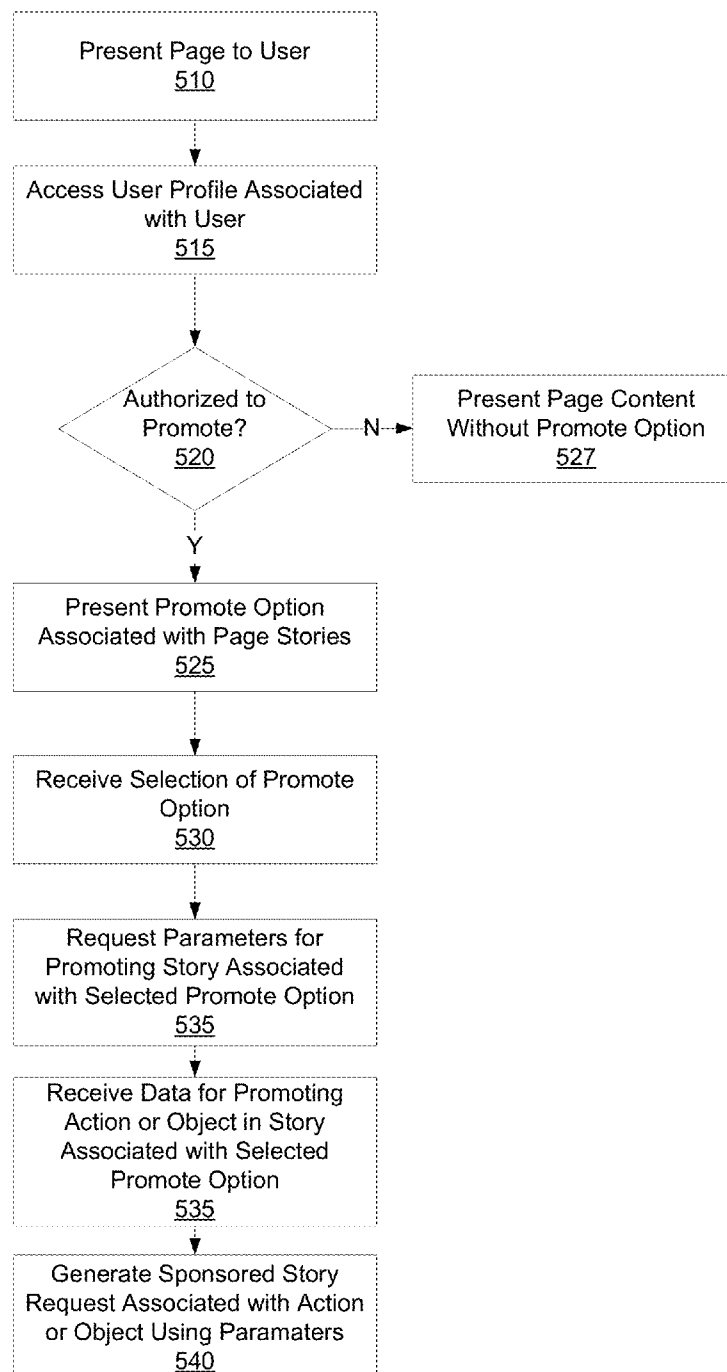 Present Page to User
510
Access User Profile Associated
with User
515
Authorized to
Promote?
520
N
Present Page Content
Without Promote Option
527
Y
Present Promote Option
Associated with Page Stories
525
Receive Selection of Promote
Option
530
Request Parameters for
Promoting Story Associated
with Selected Promote Option
535
Receive Data for Promoting
Action or Object in Story
Associated with Selected
Promote Option
535
Generate Sponsored Story
Request Associated with Action
or Object Using Paramaters
540